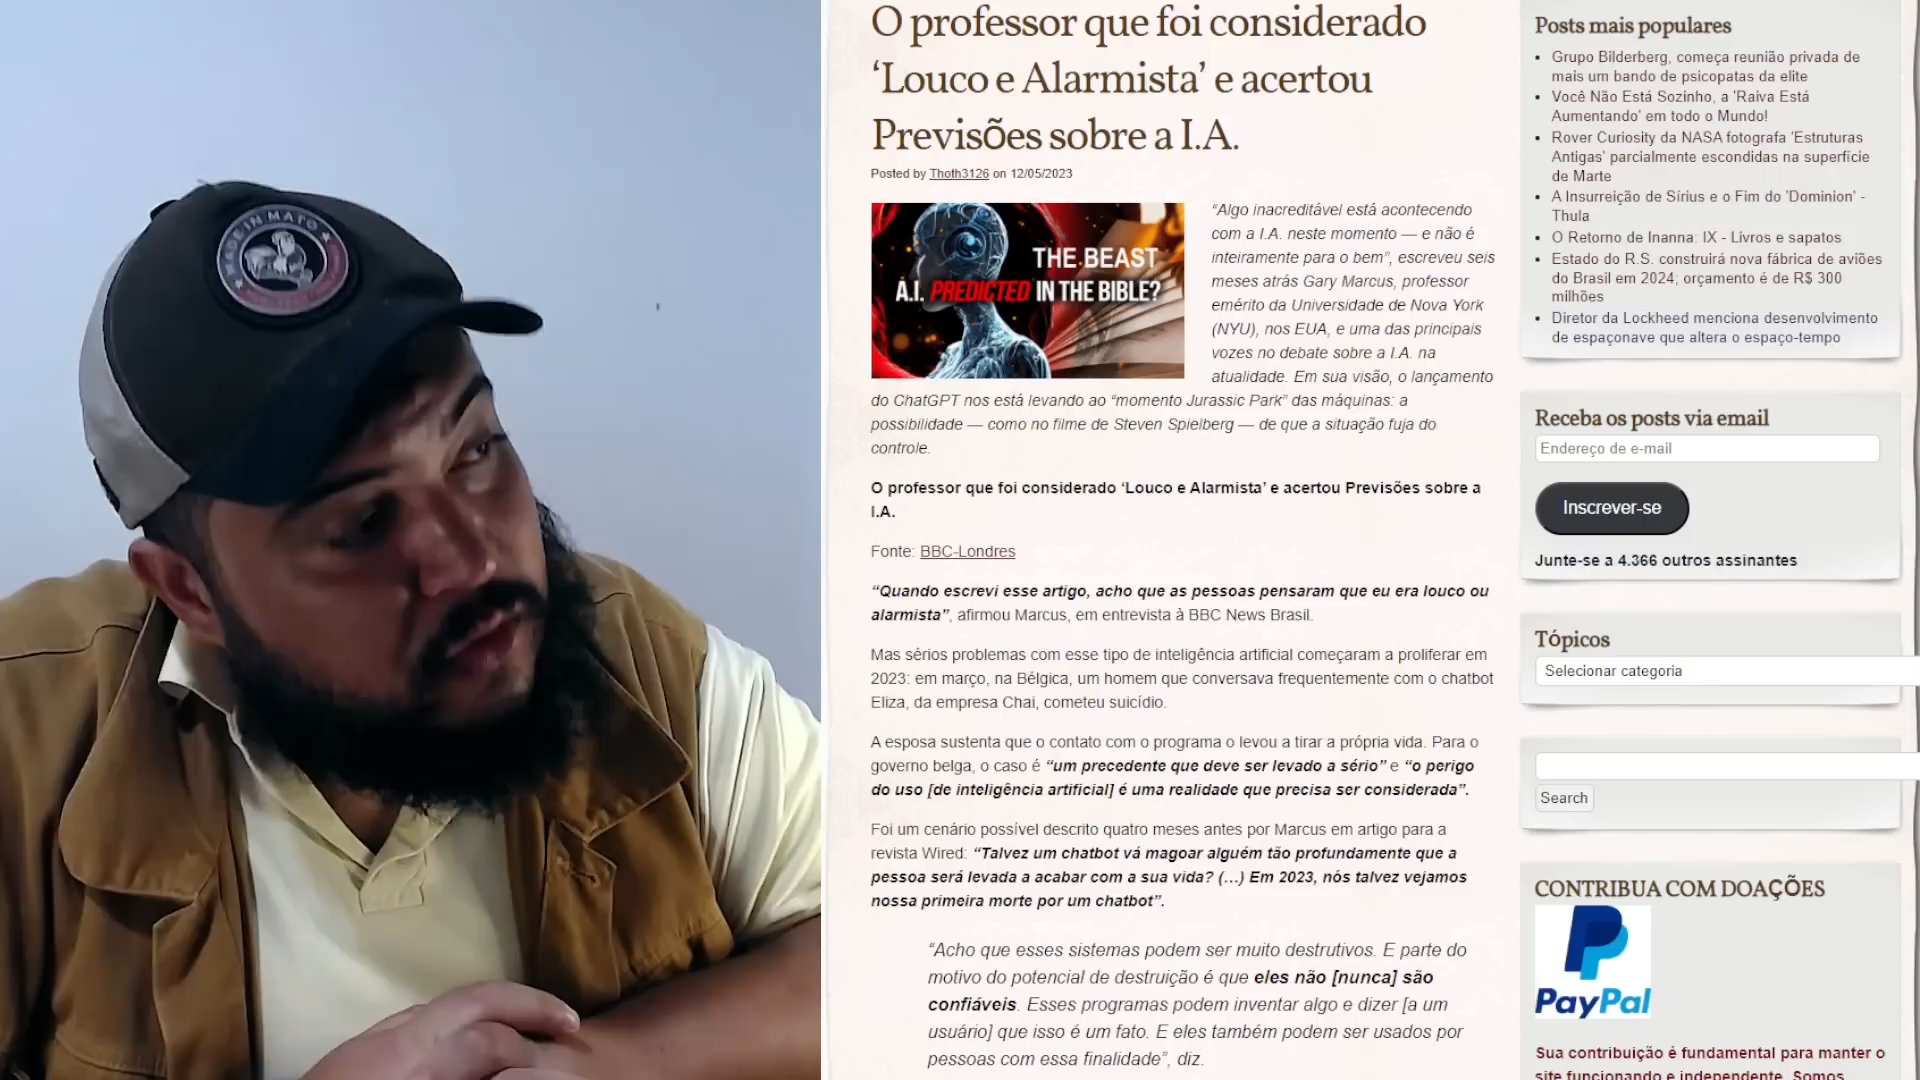 MADE IN MATO
O professor que foi considerado
‘Louco e Alarmista’ e acertou
Previsões sobre a I.A.
Posted by Thoth3126 on 12/05/2023
THE BEAST
A.I. PREDICTED IN THE BIBLE?
“Algo inacreditável está acontecendo
com a I.A. neste momento — e não é
inteiramente para o bem”, escreveu seis
meses atrás Gary Marcus, professor
emérito da Universidade de Nova York
(NYU), nos EUA, e uma das principais
vozes no debate sobre a I.A. na
atualidade. Em sua visão, o lançamento
do ChatGPT nos está levando ao “momento Jurassic Park” das máquinas: a
possibilidade — como no filme de Steven Spielberg — de que a situação fuja do
controle.
O professor que foi considerado ‘Louco e Alarmista’ e acertou Previsões sobre a
I.A.
Fonte: BBC-Londres
“Quando escrevi esse artigo, acho que as pessoas pensaram que eu era louco ou
alarmista”, afirmou Marcus, em entrevista à BBC News Brasil.
Mas sérios problemas com esse tipo de inteligência artificial começaram a proliferar em
2023: em março, na Bélgica, um homem que conversava frequentemente com o chatbot
Eliza, da empresa Chai, cometeu suicídio.
A esposa sustenta que o contato com o programa o levou a tirar a própria vida. Para o
governo belga, o caso é “um precedente que deve ser levado a sério” e “o perigo
do uso [de inteligência artificial] é uma realidade que precisa ser considerada”.
Foi um cenário possível descrito quatro meses antes por Marcus em artigo para a
revista Wired: “Talvez um chatbot vá magoar alguém tão profundamente que a
pessoa será levada a acabar com a sua vida? (…) Em 2023, nós talvez vejamos
nossa primeira morte por um chatbot”.
“Acho que esses sistemas podem ser muito destrutivos. E parte do
motivo do potencial de destruição é que eles não [nunca] são
confiáveis. Esses programas podem inventar algo e dizer [a um
usuário] que isso é um fato. E eles também podem ser usados por
pessoas com essa finalidade”, diz.
Posts mais populares
Grupo Bilderberg, começa reunião privada de
mais um bando de psicopatas da elite
Você Não Está Sozinho, a 'Raiva Está
Aumentando' em todo o Mundo!
Rover Curiosity da NASA fotografa 'Estruturas
Antigas' parcialmente escondidas na superfície
de Marte
A Insurreição de Sírius e o Fim do 'Dominion' -
Thula
O Retorno de Inanna: IX - Livros e sapatos
Estado do R.S. construirá nova fábrica de aviões
do Brasil em 2024; orçamento é de R$ 300
milhões
Diretor da Lockheed menciona desenvolvimento
de espaçonave que altera o espaço-tempo
Receba os posts via email
Endereço de e-mail
Inscrever-se
Junte-se a 4.366 outros assinantes
Tópicos
Selecionar categoria
Search
CONTRIBUA COM DOAÇÕES
PayPal
Sua contribuição é fundamental para manter o
site funcionando e independente. Somos